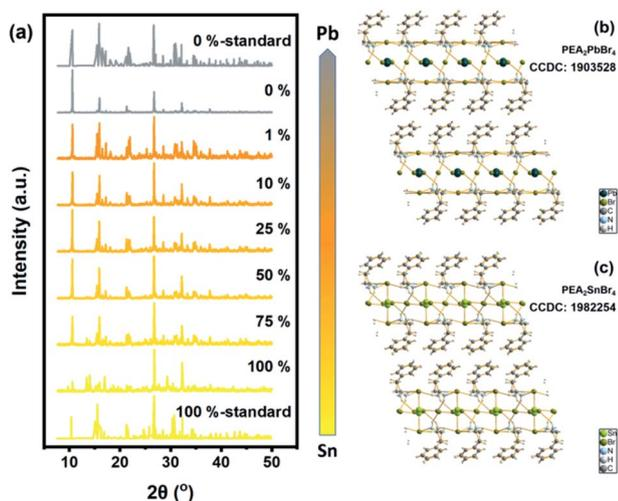 (a)
Pb
0 %-standard
0 %
1 %
10 %
25 %
50 %
75 %
100 %
100 %-standard
Sn
Intensity (a.u.)
10 20 30 40 50
2θ (°)
(b)
PEA₂PbBr₄
CCDC: 1903528
Pb
Br
C
N
H
(c)
PEA₂SnBr₄
CCDC: 1982254
Sn
Br
N
H
C